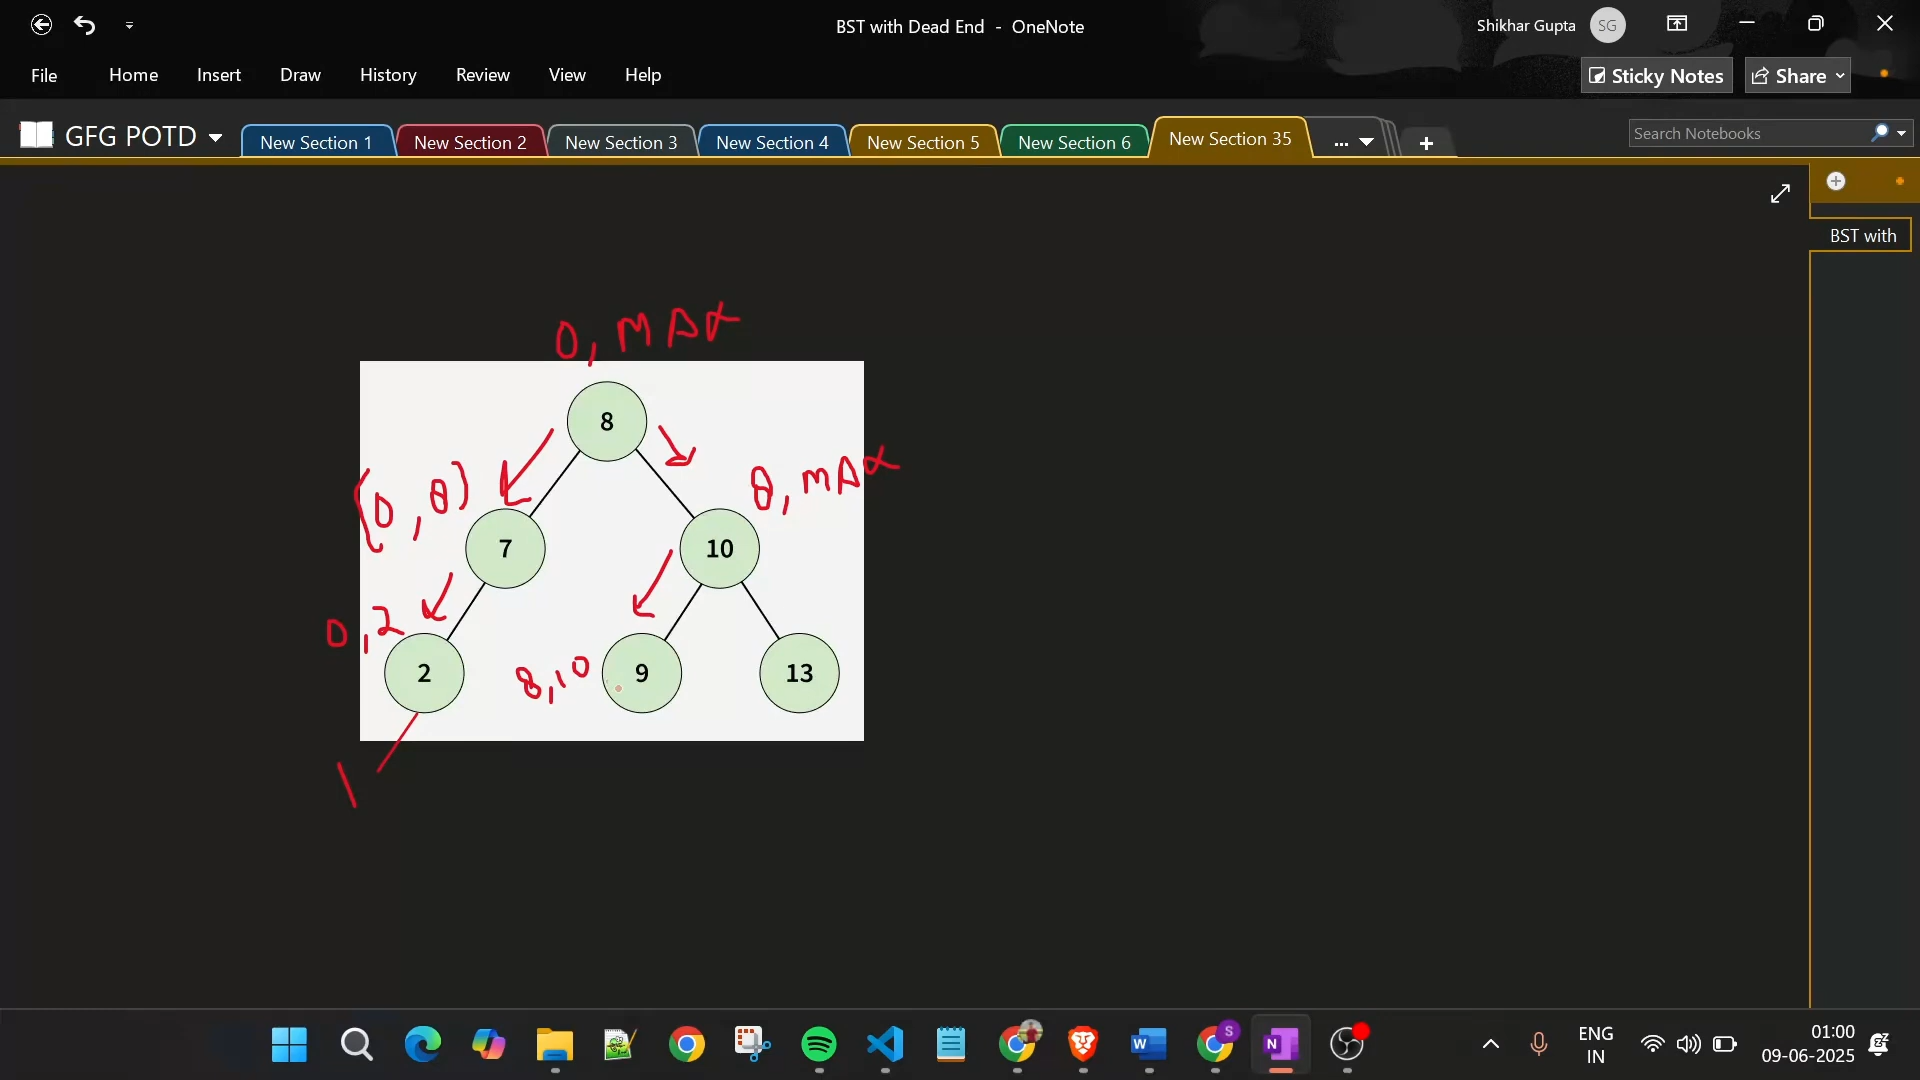 BST with Dead End - OneNote
Shikhar Gupta
SG
File Home Insert Draw History Review View Help
Sticky Notes
Share
GFG POTD
New Section 1
New Section 2
New Section 3
New Section 4
New Section 5
New Section 6
New Section 35
...
Search Notebooks
BST with
0, MAX
8
(0, 8)
8, MAX
7
10
0, 2
2
8, 10
9
13
1
ENG
IN
01:00
09-06-2025